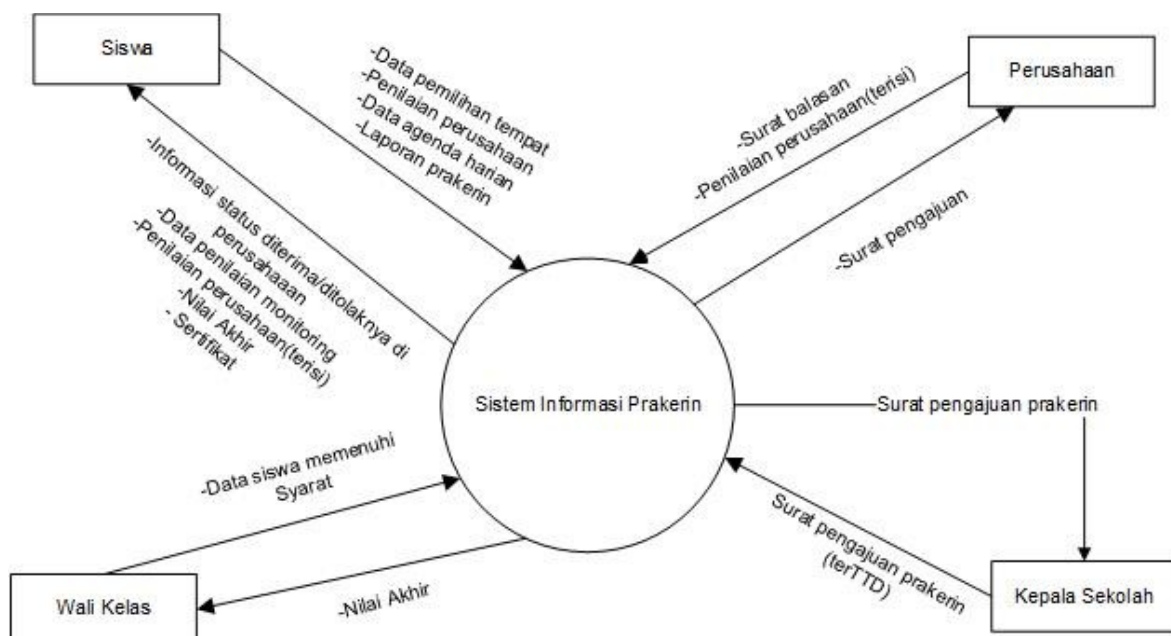 Siswa
Perusahaan
-Data pemilihan tempat
-Penilaian perusahaan
-Data agenda harian
-Laporan prakerin
-Surat balasan
-Penilaian perusahaan(terisi)
-Surat pengajuan
-Informasi status diterima/ditolaknya di
perusahaaan
-Data penilaian monitoring
-Penilaian perusahaan(terisi)
-Nilai Akhir
- Sertifikat
Sistem Informasi Prakerin
Surat pengajuan prakerin
-Data siswa memenuhi
Syarat
Surat pengajuan prakerin
(terTTD)
Wali Kelas
-Nilai Akhir
Kepala Sekolah